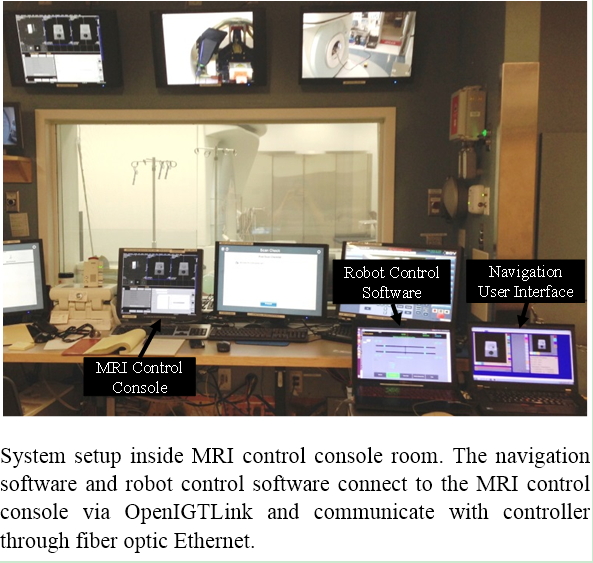 Robot Control
Software
Navigation
User Interface
MRI Control
Console
System setup inside MRI control console room. The navigation
software and robot control software connect to the MRI control
console via OpenIGTLink and communicate with controller
through fiber optic Ethernet.